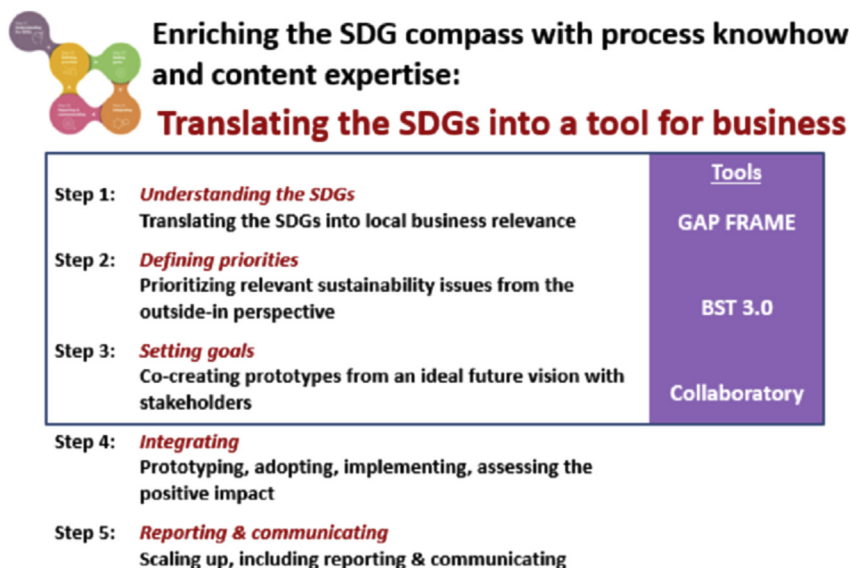 Enriching the SDG compass with process knowhow
and content expertise:
Translating the SDGs into a tool for business
Tools
Step 1: Understanding the SDGs
Translating the SDGs into local business relevance
GAP FRAME
Step 2: Defining priorities
Prioritizing relevant sustainability issues from the
outside-in perspective
BST 3.0
Step 3: Setting goals
Co-creating prototypes from an ideal future vision with
stakeholders
Collaboratory
Step 4: Integrating
Prototyping, adopting, implementing, assessing the
positive impact
Step 5: Reporting & communicating
Scaling up, including reporting & communicating